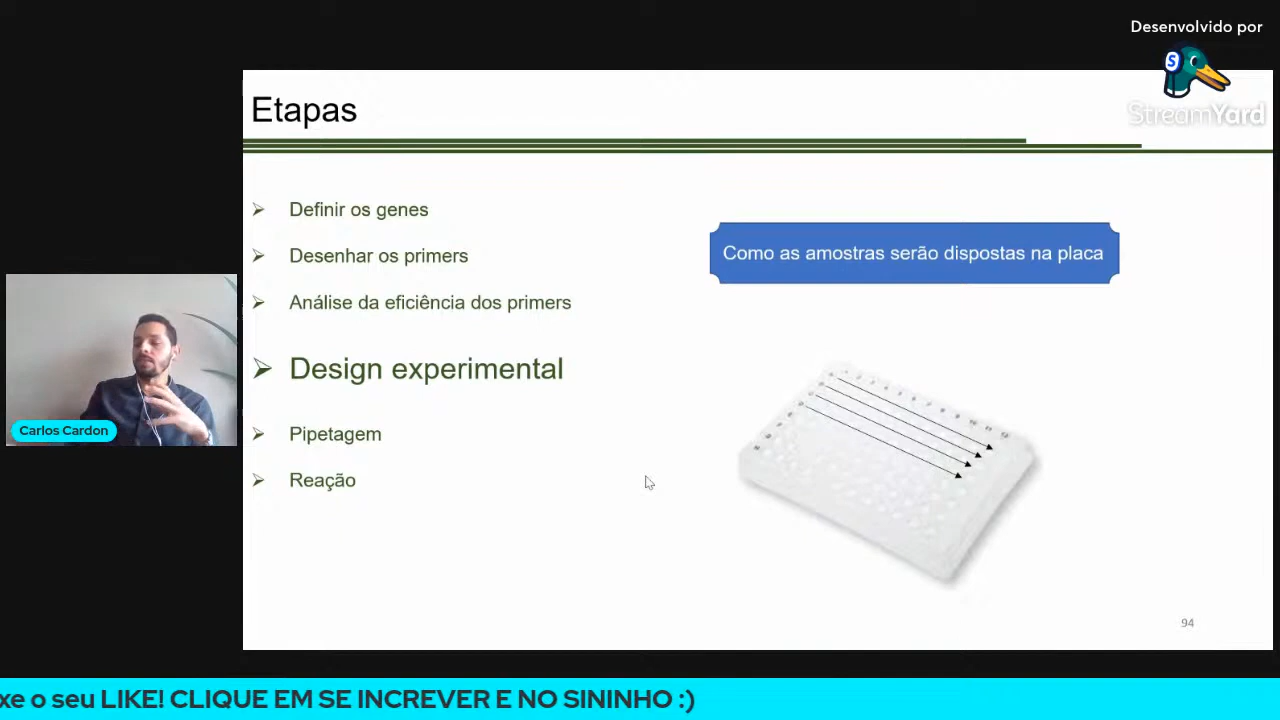 Desenvolvido por
StreamYard
Etapas
Definir os genes
Desenhar os primers
Análise da eficiência dos primers
Design experimental
Pipetagem
Reação
Como as amostras serão dispostas na placa
Carlos Cardon
94
xe o seu LIKE! CLIQUE EM SE INCREVER E NO SININHO :)